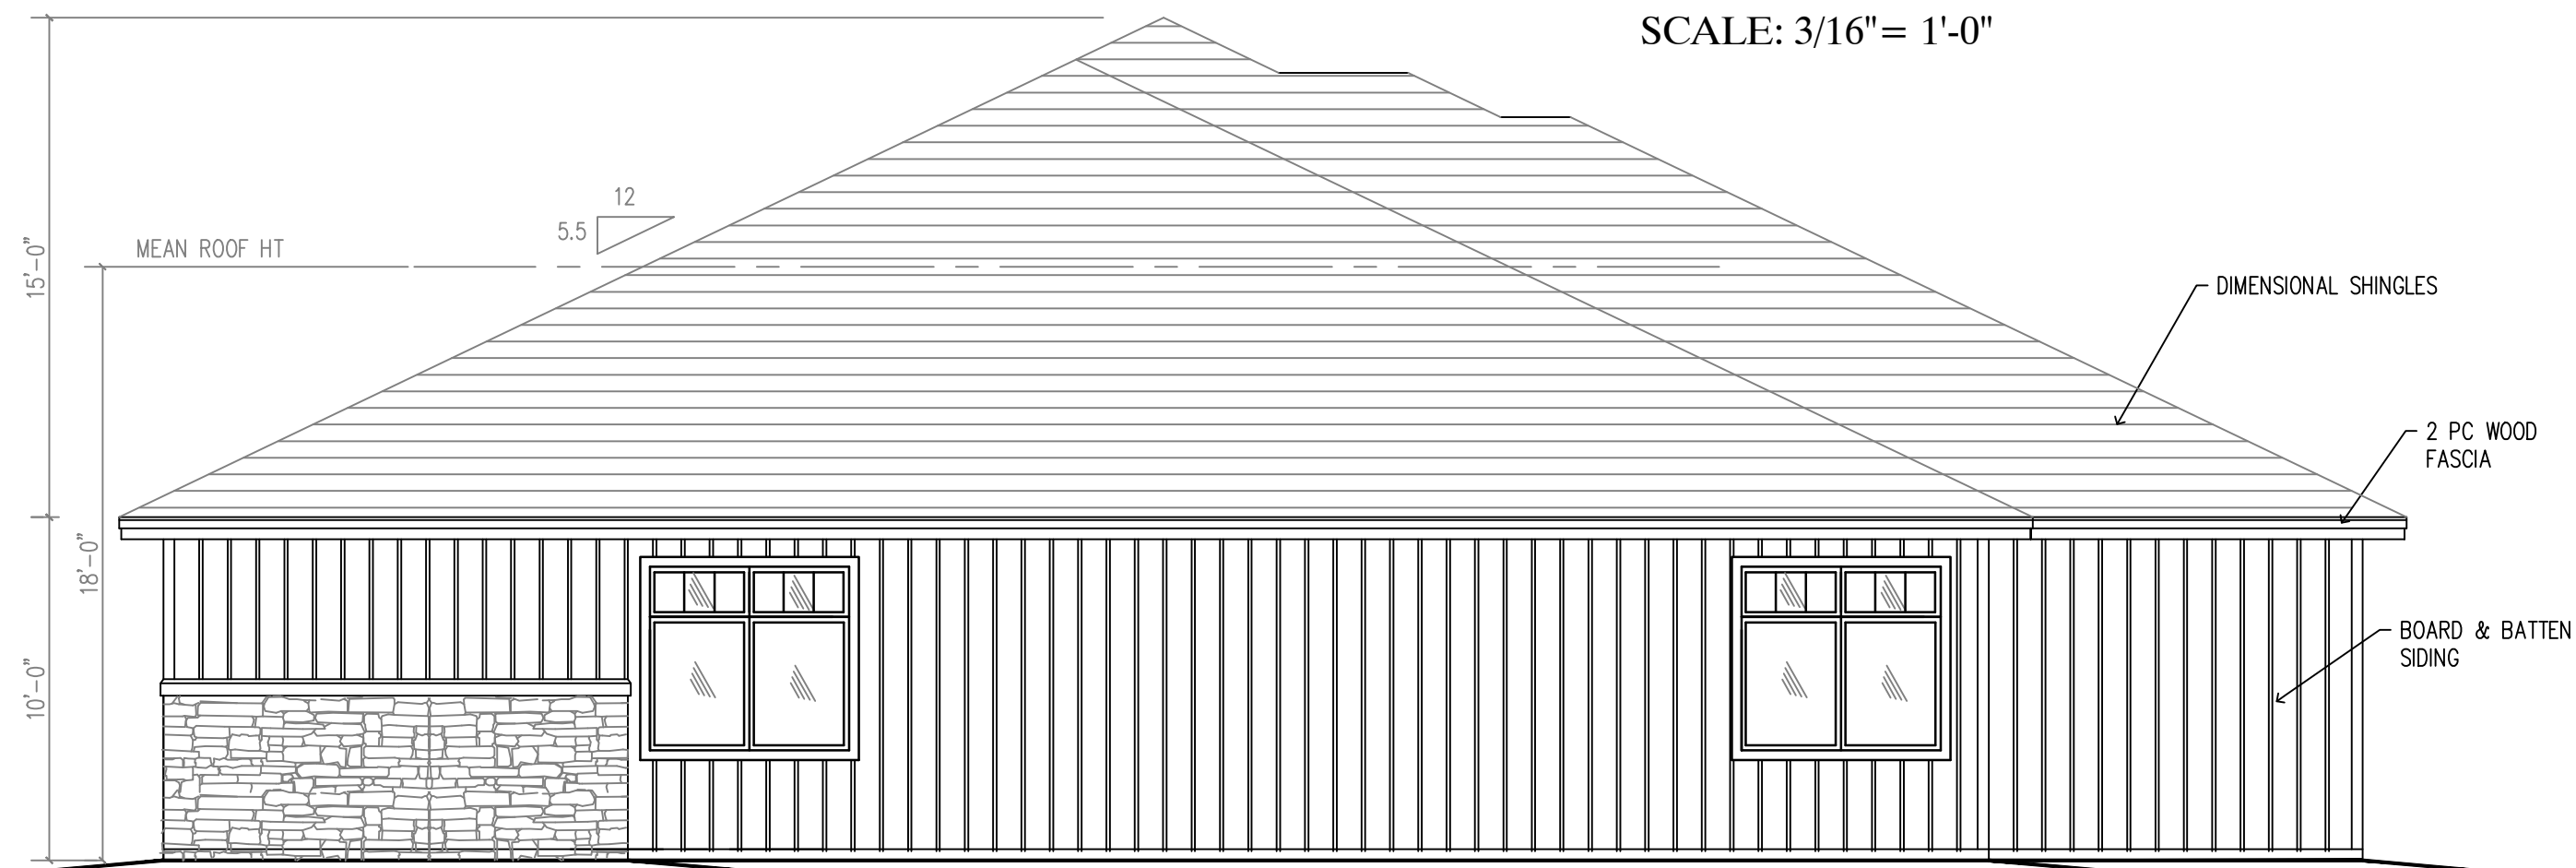 SCALE: 3/16"= 1'-0"
12
5.5
MEAN ROOF HT
15'-0"
DIMENSIONAL SHINGLES
2 PC WOOD
FASCIA
18'-0"
10'-0"
BOARD & BATTEN
SIDING